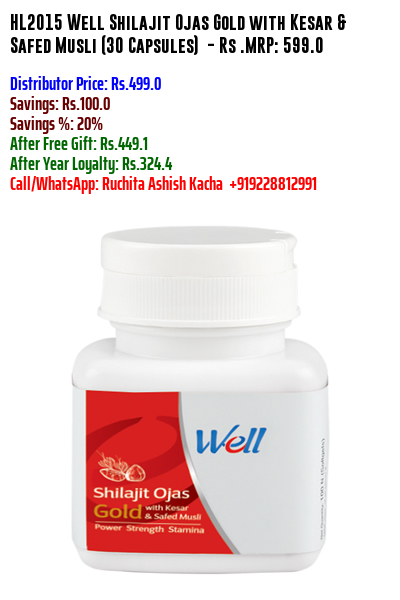 HL2015 Well Shilajit Ojas Gold with Kesar &
Safed Musli (30 Capsules) - Rs .MRP: 599.0
Distributor Price: Rs.499.0
Savings: Rs.100.0
Savings %: 20%
After Free Gift: Rs.449.1
After Year Loyalty: Rs.324.4
Call/WhatsApp: Ruchita Ashish Kacha +919228812991
Well
Shilajit Ojas
Gold with Kesar
& Safed Musli
Power Strength Stamina